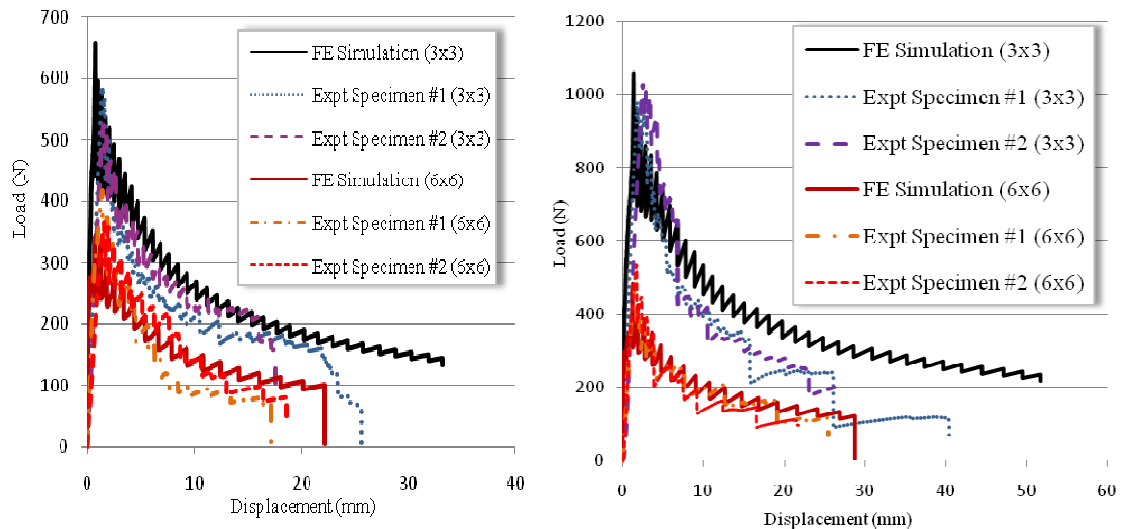 700
600
500
400
300
200
100
0
Load (N)
0 10 20 30 40
Displacement (mm)
FE Simulation (3x3)
Expt Specimen #1 (3x3)
Expt Specimen #2 (3x3)
FE Simulation (6x6)
Expt Specimen #1 (6x6)
Expt Specimen #2 (6x6)
1200
1000
800
600
400
200
0
Load (N)
0 10 20 30 40 50 60
Displacement (mm)
FE Simulation (3x3)
Expt Specimen #1 (3x3)
Expt Specimen #2 (3x3)
FE Simulation (6x6)
Expt Specimen #1 (6x6)
Expt Specimen #2 (6x6)